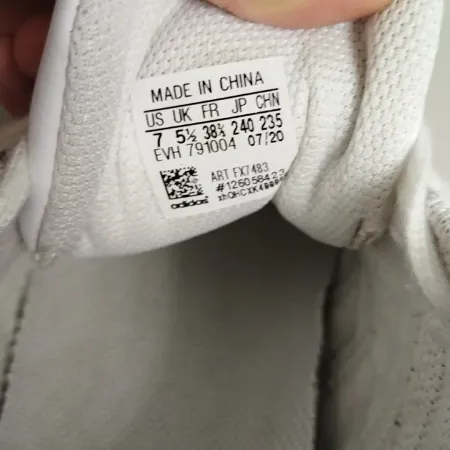 MADE IN CHINA
US UK FR JP CHN
7 5½ 38⅔ 240 235
EVH 791004 07/20
ART FX7483
#126058423
adidas